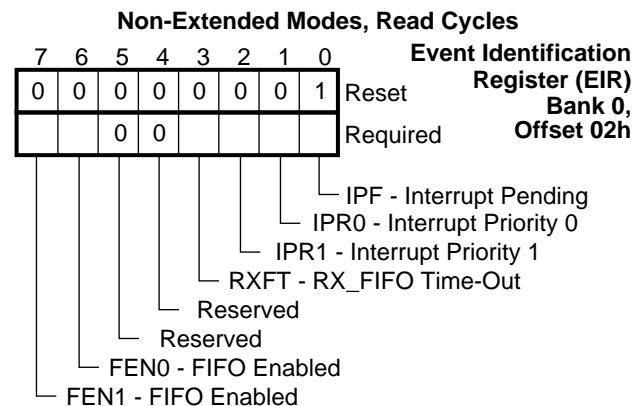 Non-Extended Modes, Read Cycles
7 6 5 4 3 2 1 0
Event Identification
Register (EIR)
Bank 0,
Offset 02h
0 0 0 0 0 0 0 1 Reset
0 0 Required
IPF - Interrupt Pending
IPR0 - Interrupt Priority 0
IPR1 - Interrupt Priority 1
RXFT - RX_FIFO Time-Out
Reserved
Reserved
FEN0 - FIFO Enabled
FEN1 - FIFO Enabled